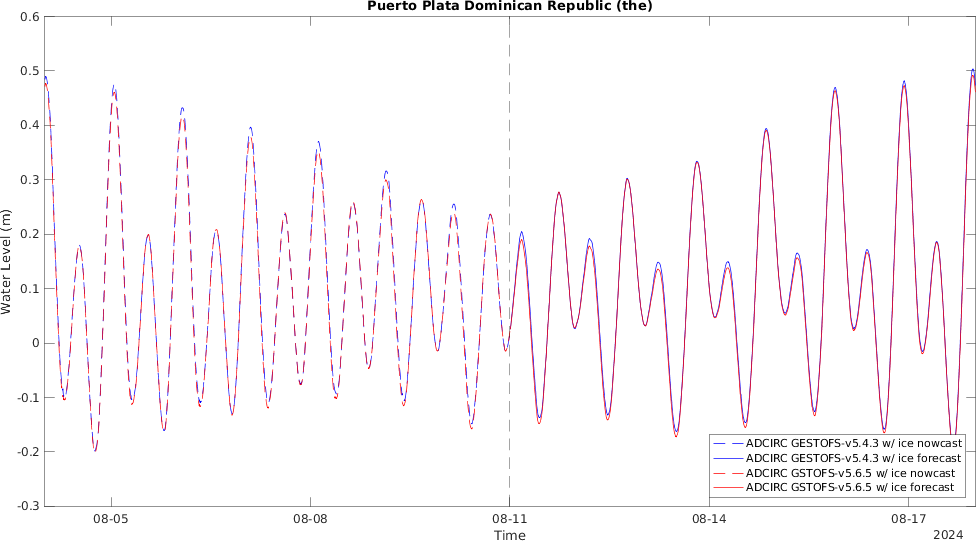 Puerto Plata Dominican Republic (the)
0.6
0.5
0.4
0.3
0.2
0.1
0
-0.1
-0.2
-0.3
Water Level (m)
08-05
08-08
08-11
08-14
08-17
Time
2024
ADCIRC GESTOFS-v5.4.3 w/ ice nowcast
ADCIRC GESTOFS-v5.4.3 w/ ice forecast
ADCIRC GSTOFS-v5.6.5 w/ ice nowcast
ADCIRC GSTOFS-v5.6.5 w/ ice forecast